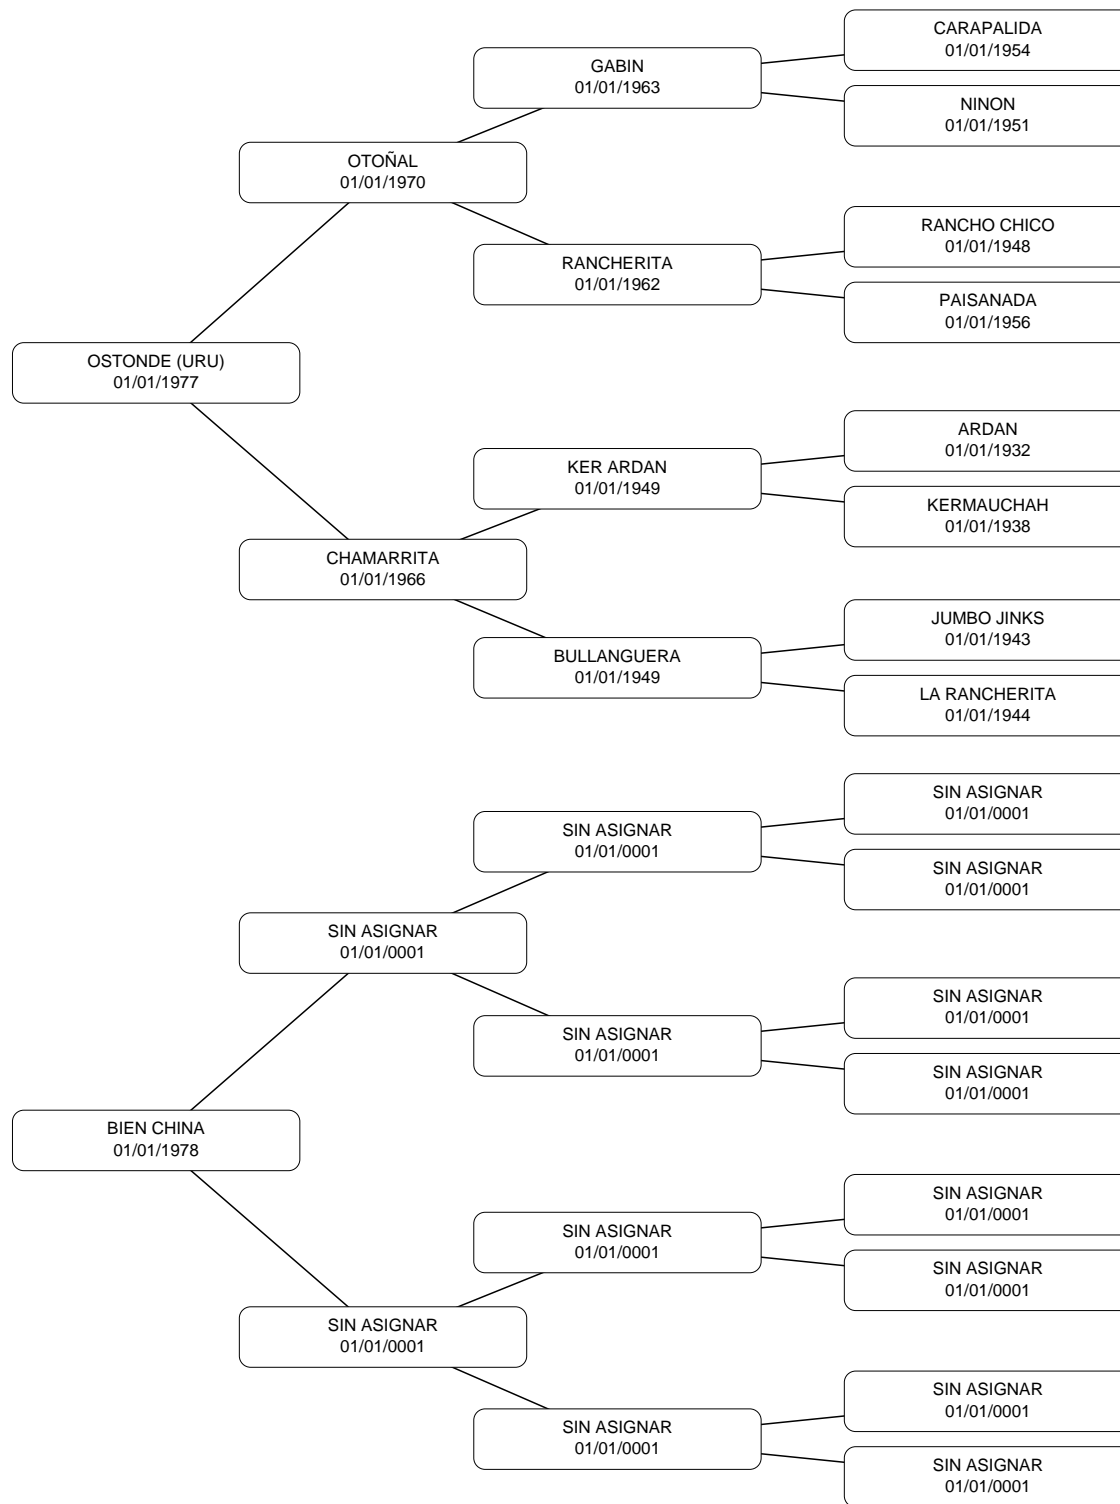 CARAPALIDA
01/01/1954
GABIN
01/01/1963
NINON
01/01/1951
OTOÑAL
01/01/1970
RANCHO CHICO
01/01/1948
RANCHERITA
01/01/1962
PAISANADA
01/01/1956
OSTONDE (URU)
01/01/1977
ARDAN
01/01/1932
KER ARDAN
01/01/1949
KERMAUCHAH
01/01/1938
CHAMARRITA
01/01/1966
JUMBO JINKS
01/01/1943
BULLANGUERA
01/01/1949
LA RANCHERITA
01/01/1944
SIN ASIGNAR
01/01/0001
SIN ASIGNAR
01/01/0001
SIN ASIGNAR
01/01/0001
SIN ASIGNAR
01/01/0001
SIN ASIGNAR
01/01/0001
SIN ASIGNAR
01/01/0001
SIN ASIGNAR
01/01/0001
BIEN CHINA
01/01/1978
SIN ASIGNAR
01/01/0001
SIN ASIGNAR
01/01/0001
SIN ASIGNAR
01/01/0001
SIN ASIGNAR
01/01/0001
SIN ASIGNAR
01/01/0001
SIN ASIGNAR
01/01/0001
SIN ASIGNAR
01/01/0001